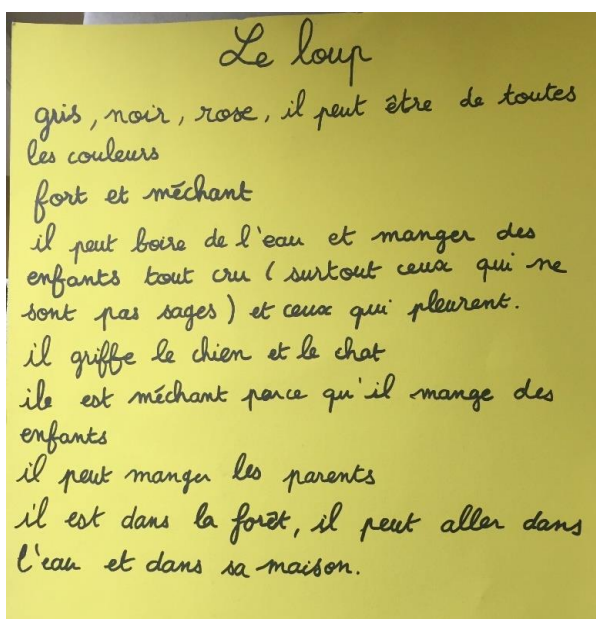 Le loup
gris, noir, rose, il peut être de toutes
les couleurs
fort et méchant
il peut boire de l'eau et manger des
enfants tout cru ( surtout ceux qui ne
sont pas sages ) et ceux qui pleurent.
il griffe le chien et le chat
ile est méchant parce qu'il mange des
enfants
il peut manger les parents
il est dans la forêt, il peut aller dans
l'eau et dans sa maison.